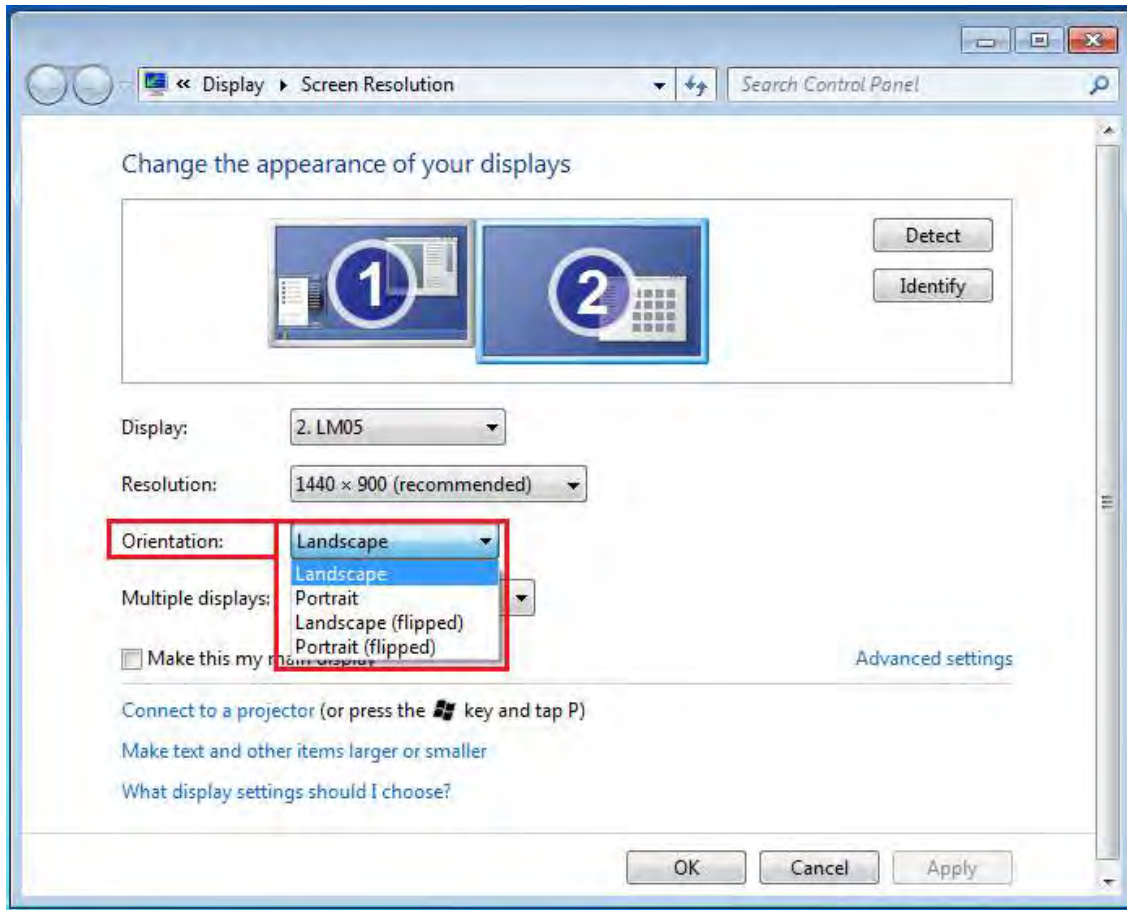 « Display ▸ Screen Resolution
Search Control Panel
Change the appearance of your displays
1
2
Detect
Identify
Display:
2. LM05
Resolution:
1440 × 900 (recommended)
Orientation:
Landscape
Landscape
Multiple displays:
Portrait
Landscape (flipped)
Portrait (flipped)
Make this my main display
Advanced settings
Connect to a projector (or press the key and tap P)
Make text and other items larger or smaller
What display settings should I choose?
OK
Cancel
Apply